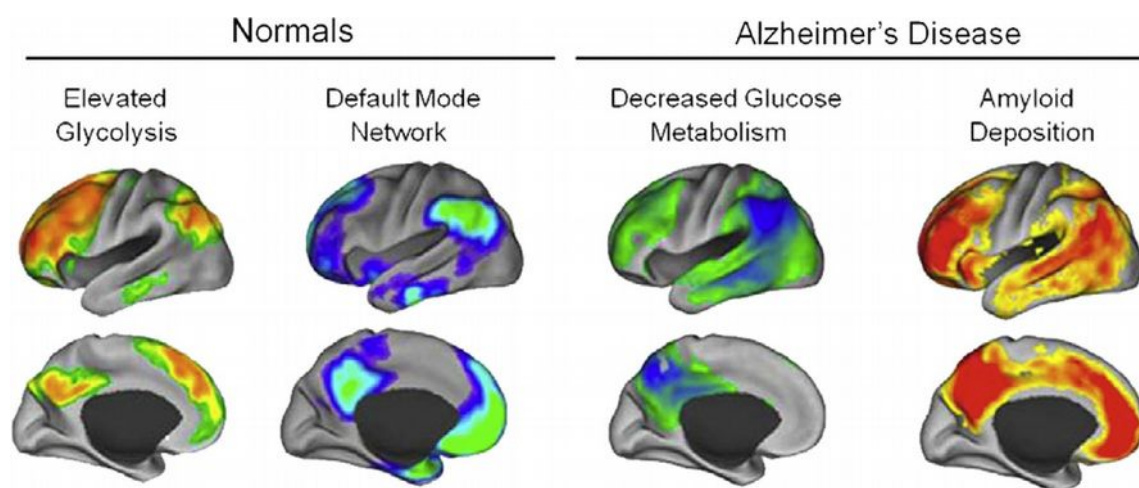 Normals
Alzheimer's Disease
Elevated
Glycolysis
Default Mode
Network
Decreased Glucose
Metabolism
Amyloid
Deposition